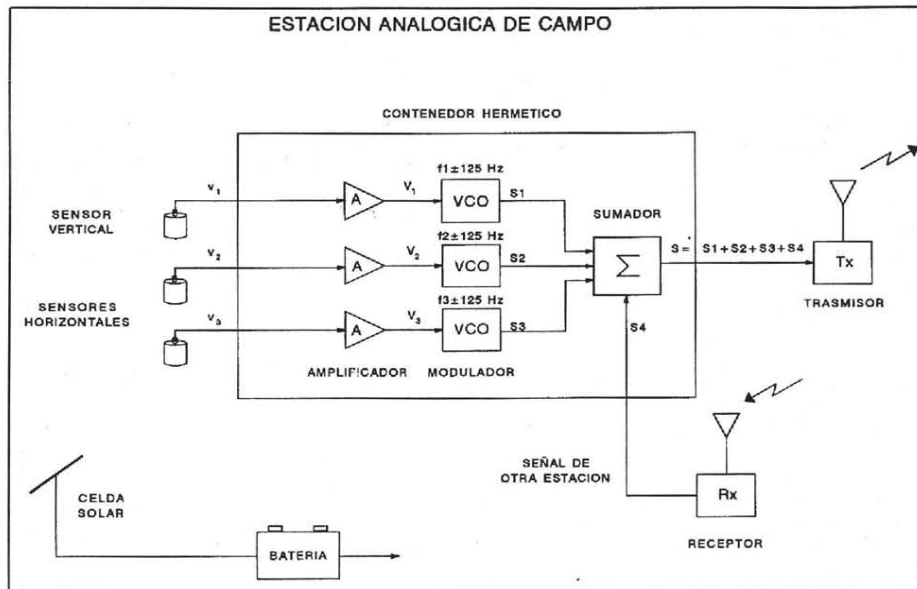 ESTACION ANALOGICA DE CAMPO
CONTENEDOR HERMETICO
SENSOR
VERTICAL
V1
A
V1
f1±125 Hz
VCO
S1
SENSORES
HORIZONTALES
V2
A
V2
f2±125 Hz
VCO
S2
V3
A
V3
f3±125 Hz
VCO
S3
AMPLIFICADOR
MODULADOR
SUMADOR
Σ
S= S1+S2+S3+S4
Tx
TRASMISOR
S4
SEÑAL DE
OTRA ESTACION
Rx
RECEPTOR
CELDA
SOLAR
BATERIA